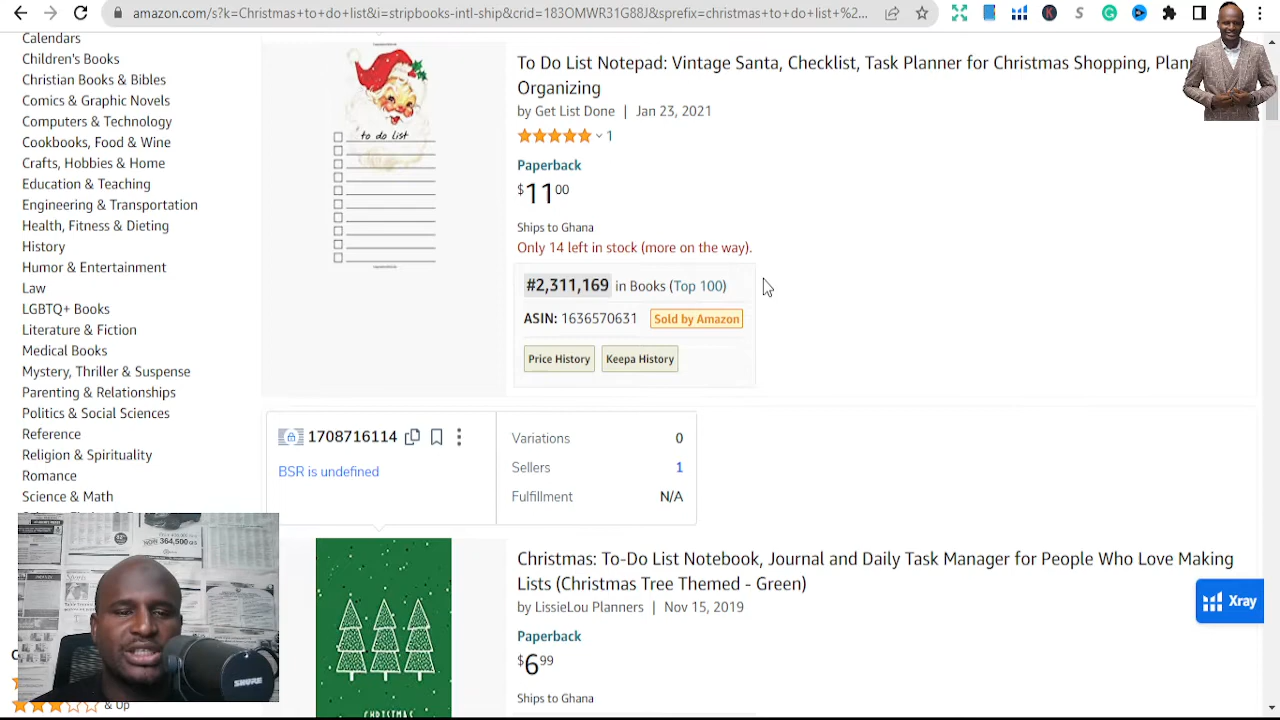 amazon.com/s?k=Christmas+to+do+list&i=stripbooks-intl-ship&crid=183OMWR31G88J&sprefix=christmas+to+do+list+%2...
Calendars
Children's Books
Christian Books & Bibles
Comics & Graphic Novels
Computers & Technology
Cookbooks, Food & Wine
Crafts, Hobbies & Home
Education & Teaching
Engineering & Transportation
Health, Fitness & Dieting
History
Humor & Entertainment
Law
LGBTQ+ Books
Literature & Fiction
Medical Books
Mystery, Thriller & Suspense
Parenting & Relationships
Politics & Social Sciences
Reference
Religion & Spirituality
Romance
Science & Math
& Up
to do list
To Do List Notepad: Vintage Santa, Checklist, Task Planner for Christmas Shopping,
Organizing
by Get List Done | Jan 23, 2021
1
Paperback
$11 00
Ships to Ghana
Only 14 left in stock (more on the way).
#2,311,169 in Books (Top 100)
ASIN: 1636570631 Sold by Amazon
Price History Keepa History
1708716114
BSR is undefined
Variations 0
Sellers 1
Fulfillment N/A
Christmas: To-Do List Notebook, Journal and Daily Task Manager for People Who Love Making
Lists (Christmas Tree Themed - Green)
by LissieLou Planners | Nov 15, 2019
Paperback
$6 99
Ships to Ghana
CHRISTMAS
Xray
SHURE
364,500